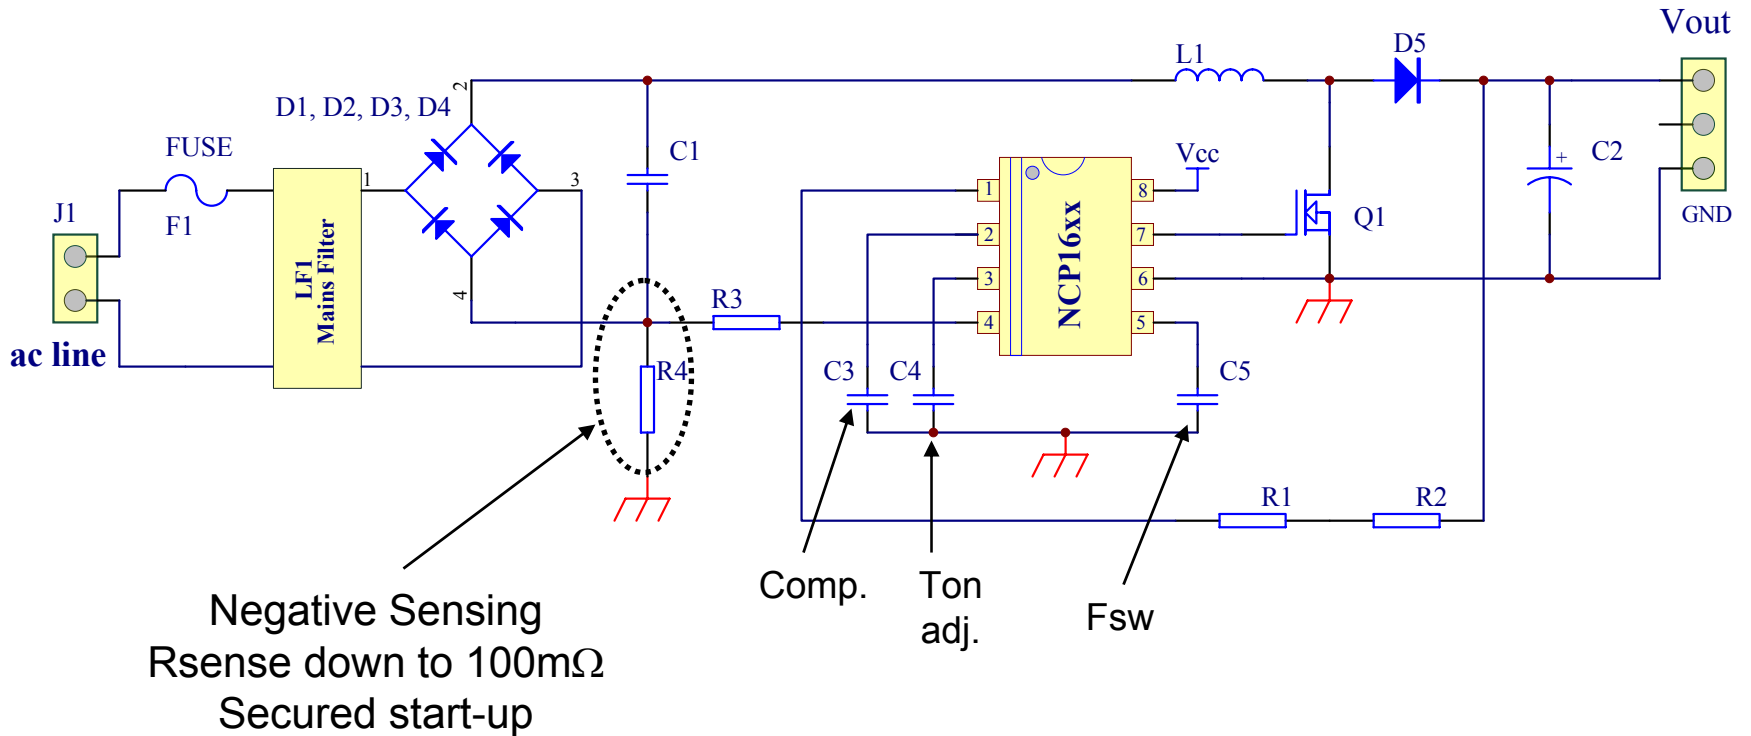 Vout
L1
D5
D1, D2, D3, D4
2
FUSE
C1
Vcc
C2
1
3
1
8
J1
F1
Q1
GND
2
7
LF1
Mains Filter
NCP16xx
4
3
6
R3
4
5
ac line
R4
C3
C4
C5
R1
R2
Comp.
Ton
adj.
Fsw
Negative Sensing
Rsense down to 100mΩ
Secured start-up
+